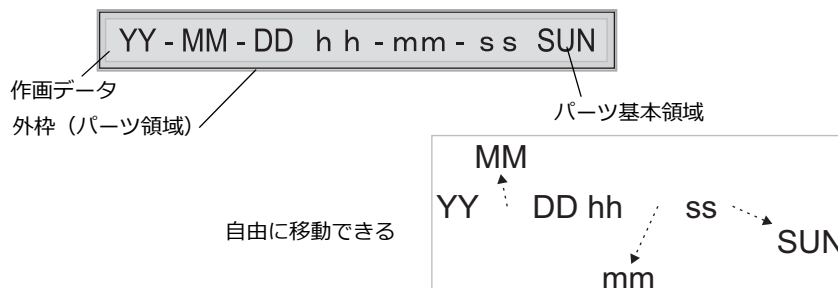 YY - MM - DD h h - mm - s s SUN
作画データ
外枠（パーツ領域）
パーツ基本領域
MM
YY DD hh ss
自由に移動できる
SUN
mm